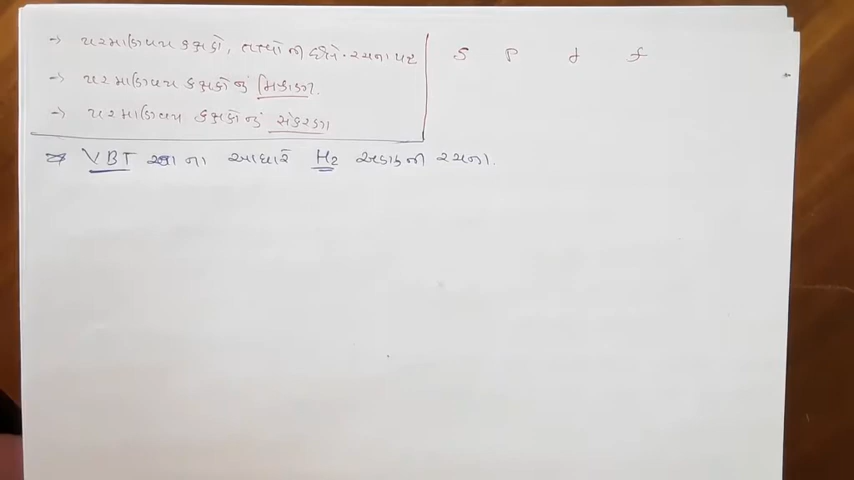 → પરમાણ્વિય કક્ષકો, તત્ત્વોની ઇલે. રચના પર
s p d f
→ પરમાણ્વિય કક્ષકોનું મિશ્રણ.
→ પરમાણ્વિય કક્ષકોનું સંકરણ
VBT ના આધારે H₂ અણુની રચના.